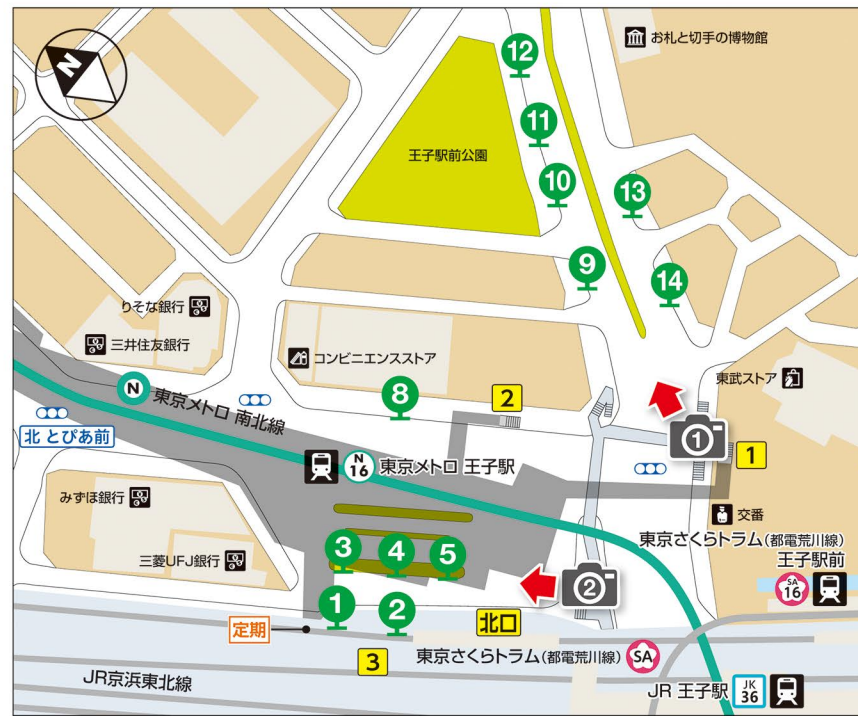 N
12
お札と切手の博物館
11
王子駅前公園
10
13
9
14
りそな銀行
三井住友銀行
コンビニエンスストア
東武ストア
N
東京メトロ 南北線
8
2
1
1
北 とぴあ前
N
16
東京メトロ 王子駅
みずほ銀行
交番
東京さくらトラム(都電荒川線)
王子駅前
SA
16
三菱UFJ銀行
3
4
5
2
1
2
北口
定期
3
東京さくらトラム(都電荒川線)
SA
JR京浜東北線
JR 王子駅
JK
36